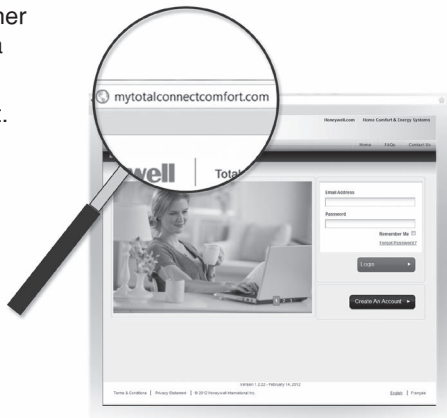 her
a
t.
mytotalconnectcomfort.com
Honeywell.com Home Comfort & Energy Systems
Home FAQs Contact Us
well Total
Email Address
Password
Remember Me
Forgot Password?
Login
Create An Account
Version 1.2.22 - February 14, 2012
Terms & Conditions | Privacy Statement | © 2012 Honeywell International Inc.
English | Français